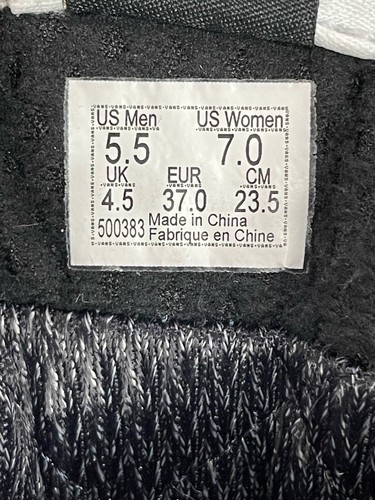 US Men US Women
5.5 7.0
UK EUR CM
4.5 37.0 23.5
500383 Made in China
Fabrique en Chine